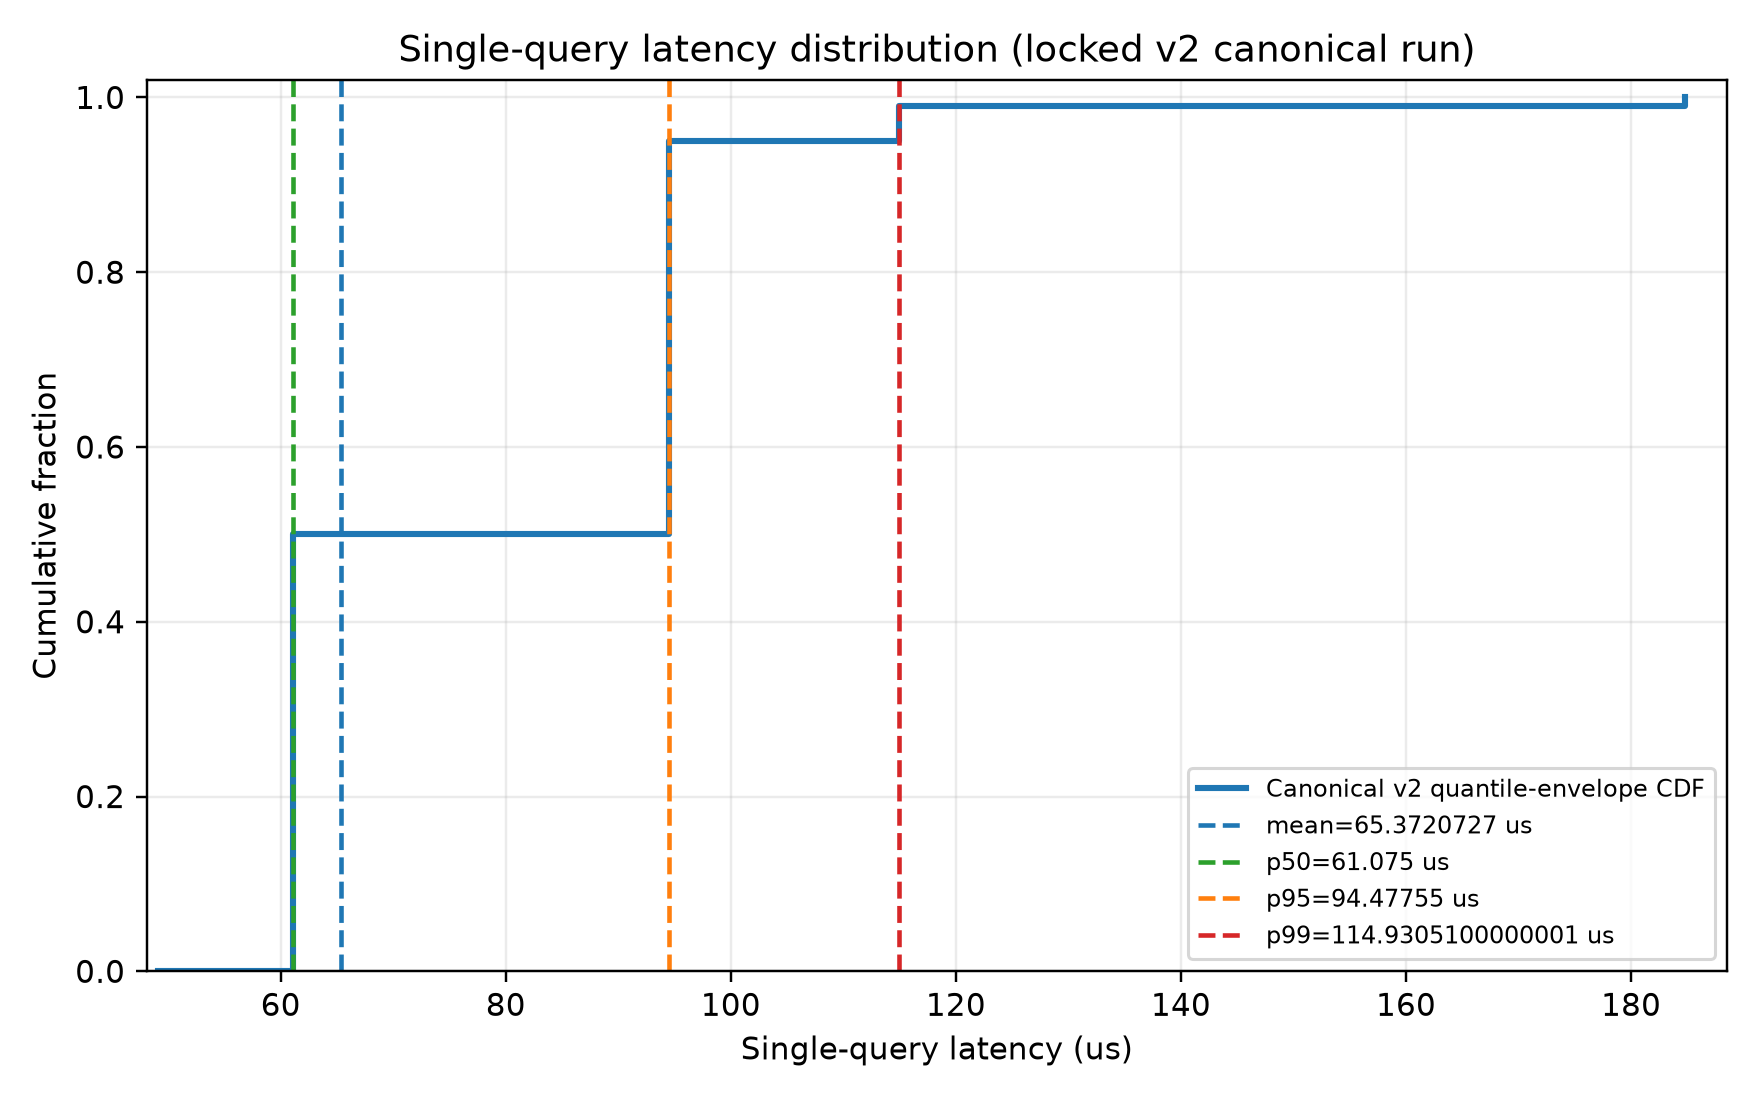 Single-query latency distribution (locked v2 canonical run)
Cumulative fraction
1.0
0.8
0.6
0.4
0.2
0.0
60
80
100
120
140
160
180
Single-query latency (us)
Canonical v2 quantile-envelope CDF
mean=65.3720727 us
p50=61.075 us
p95=94.47755 us
p99=114.9305100000001 us